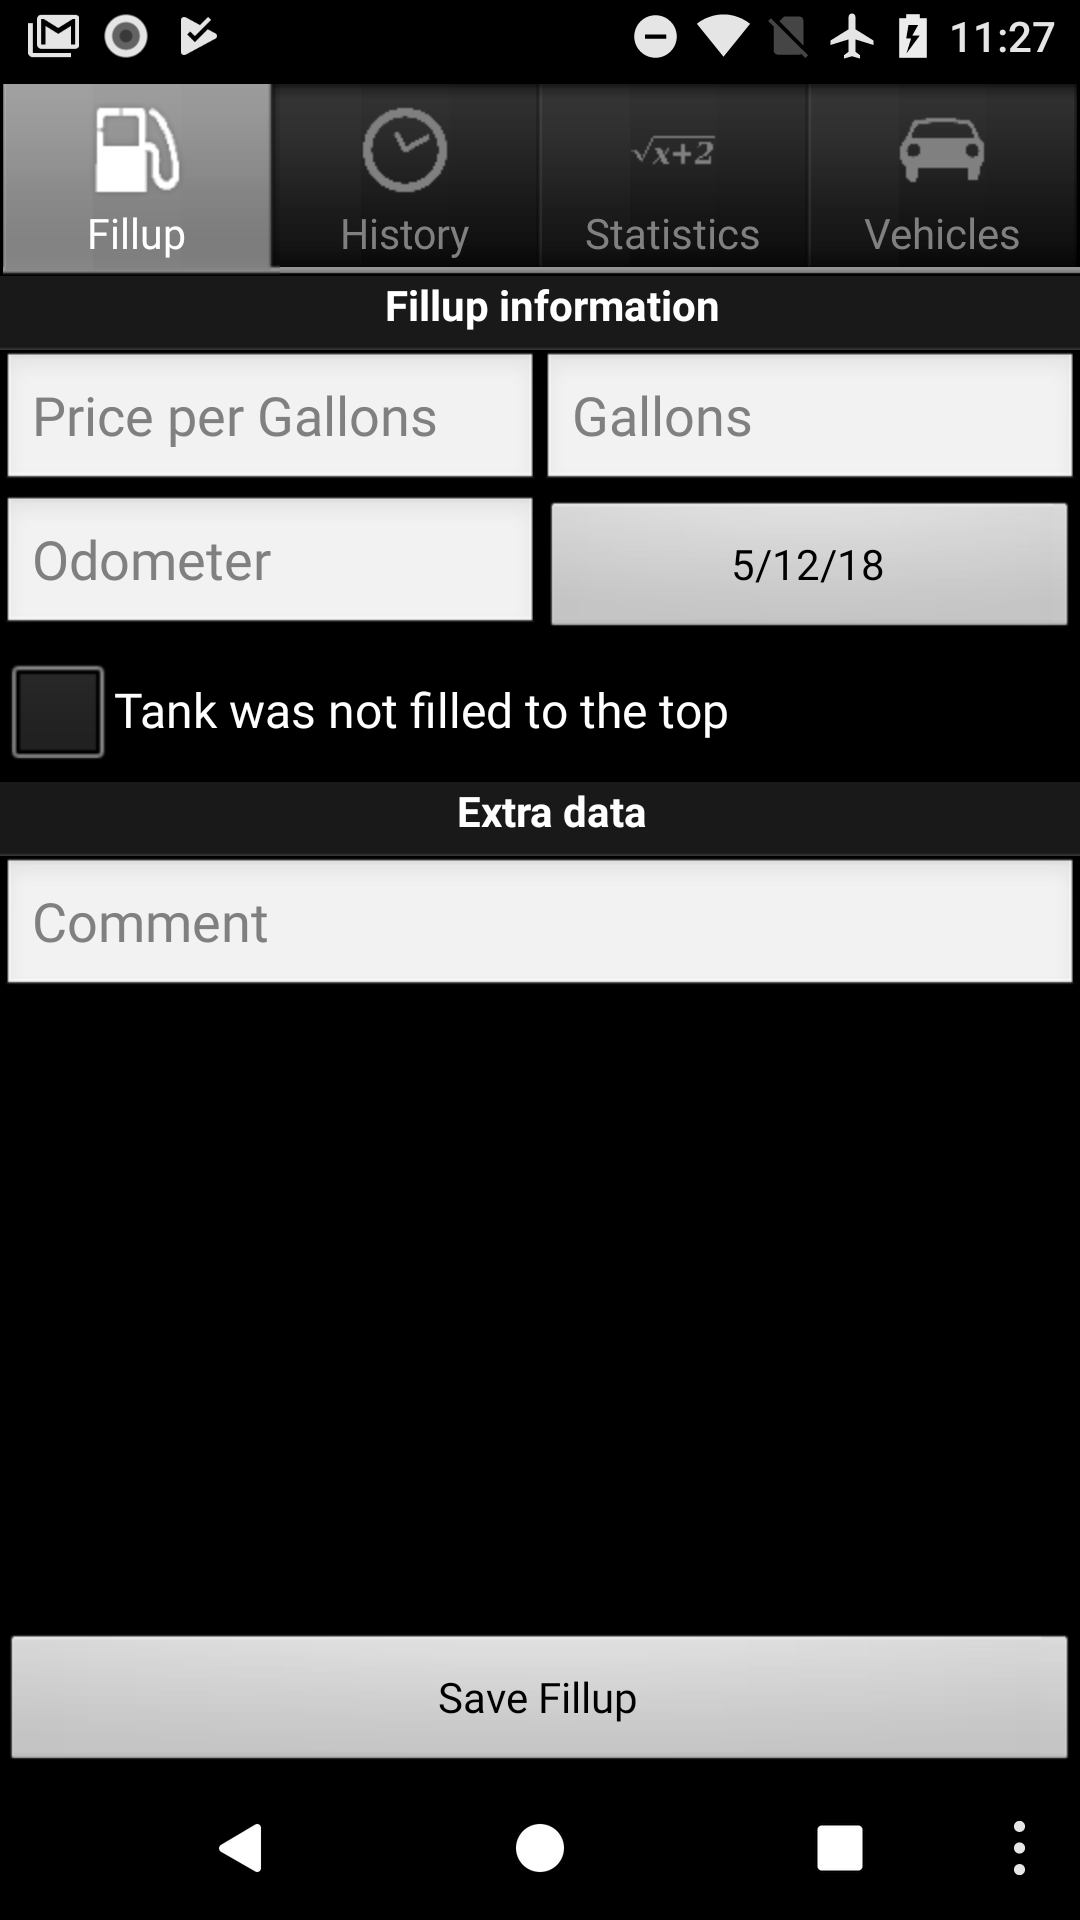 11:27
√x+2
Fillup
History
Statistics
Vehicles
Fillup information
Price per Gallons
Gallons
Odometer
5/12/18
Tank was not filled to the top
Extra data
Comment
Save Fillup